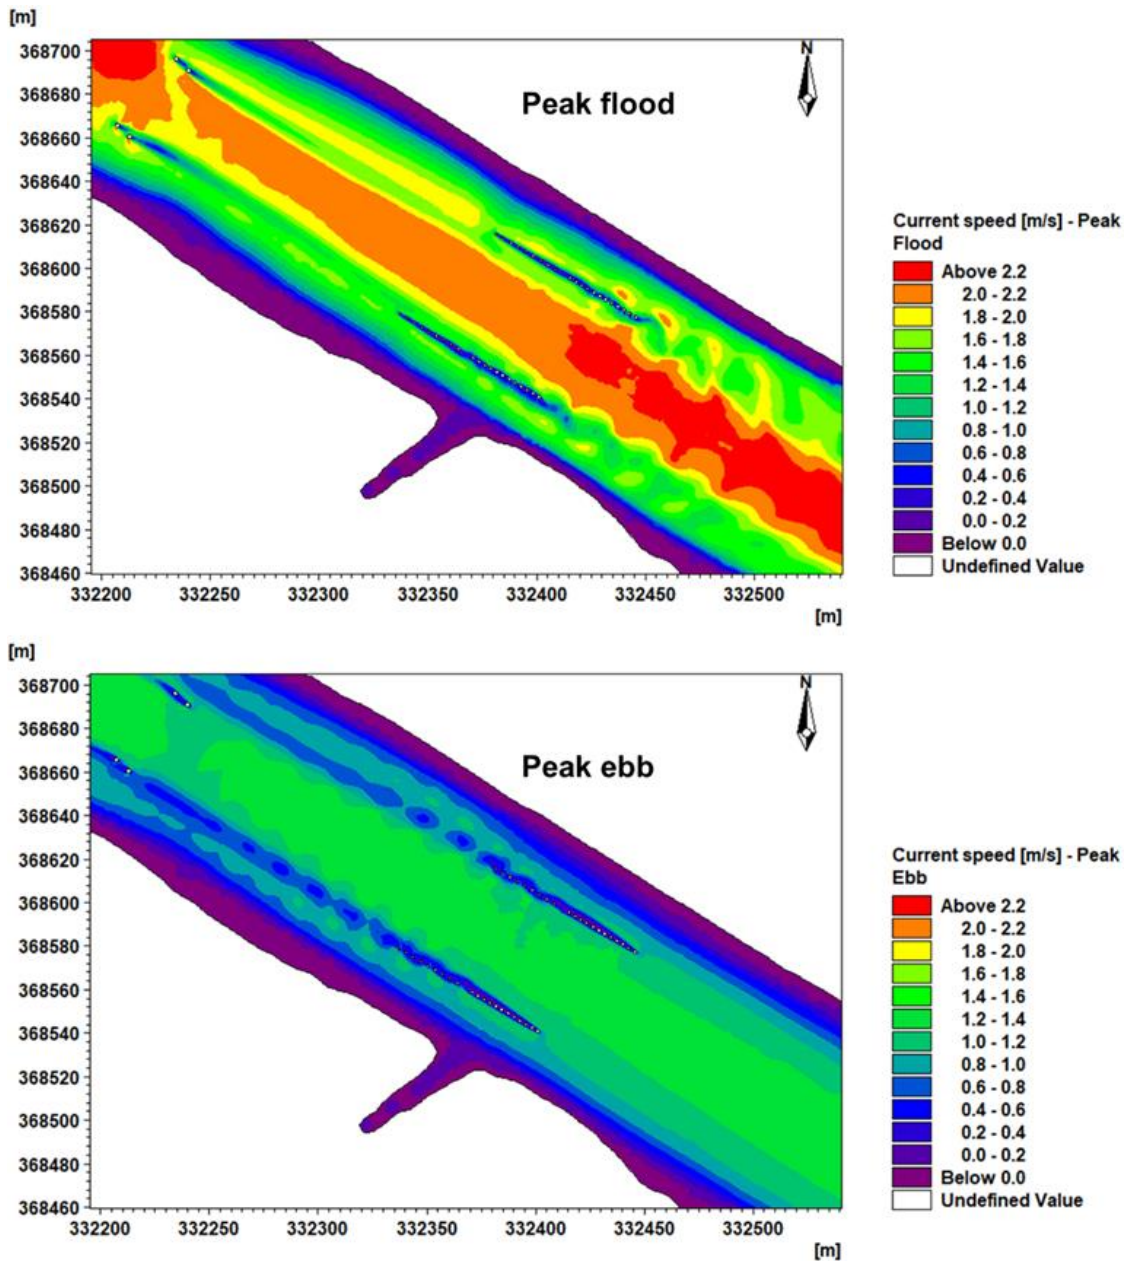 [m]
368700
368680
368660
368640
368620
368600
368580
368560
368540
368520
368500
368480
368460
332200 332250 332300 332350 332400 332450 332500
[m]
Peak flood
N
Current speed [m/s] - Peak
Flood
Above 2.2
2.0 - 2.2
1.8 - 2.0
1.6 - 1.8
1.4 - 1.6
1.2 - 1.4
1.0 - 1.2
0.8 - 1.0
0.6 - 0.8
0.4 - 0.6
0.2 - 0.4
0.0 - 0.2
Below 0.0
Undefined Value
[m]
368700
368680
368660
368640
368620
368600
368580
368560
368540
368520
368500
368480
368460
332200 332250 332300 332350 332400 332450 332500
[m]
Peak ebb
N
Current speed [m/s] - Peak
Ebb
Above 2.2
2.0 - 2.2
1.8 - 2.0
1.6 - 1.8
1.4 - 1.6
1.2 - 1.4
1.0 - 1.2
0.8 - 1.0
0.6 - 0.8
0.4 - 0.6
0.2 - 0.4
0.0 - 0.2
Below 0.0
Undefined Value